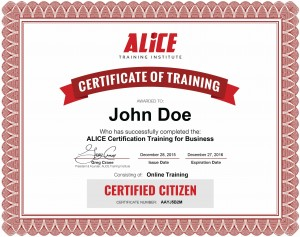 ALICE
TRAINING INSTITUTE
CERTIFICATE OF TRAINING
AWARDED TO:
John Doe
Who has successfully completed the:
ALICE Certification Training for Business
December 28, 2015 December 27, 2016
Greg Crane Issue Date Expiration Date
President & Founder, ALICE Training Institute
Consisting of: Online Training
CERTIFIED CITIZEN
CERTIFICATE NUMBER: